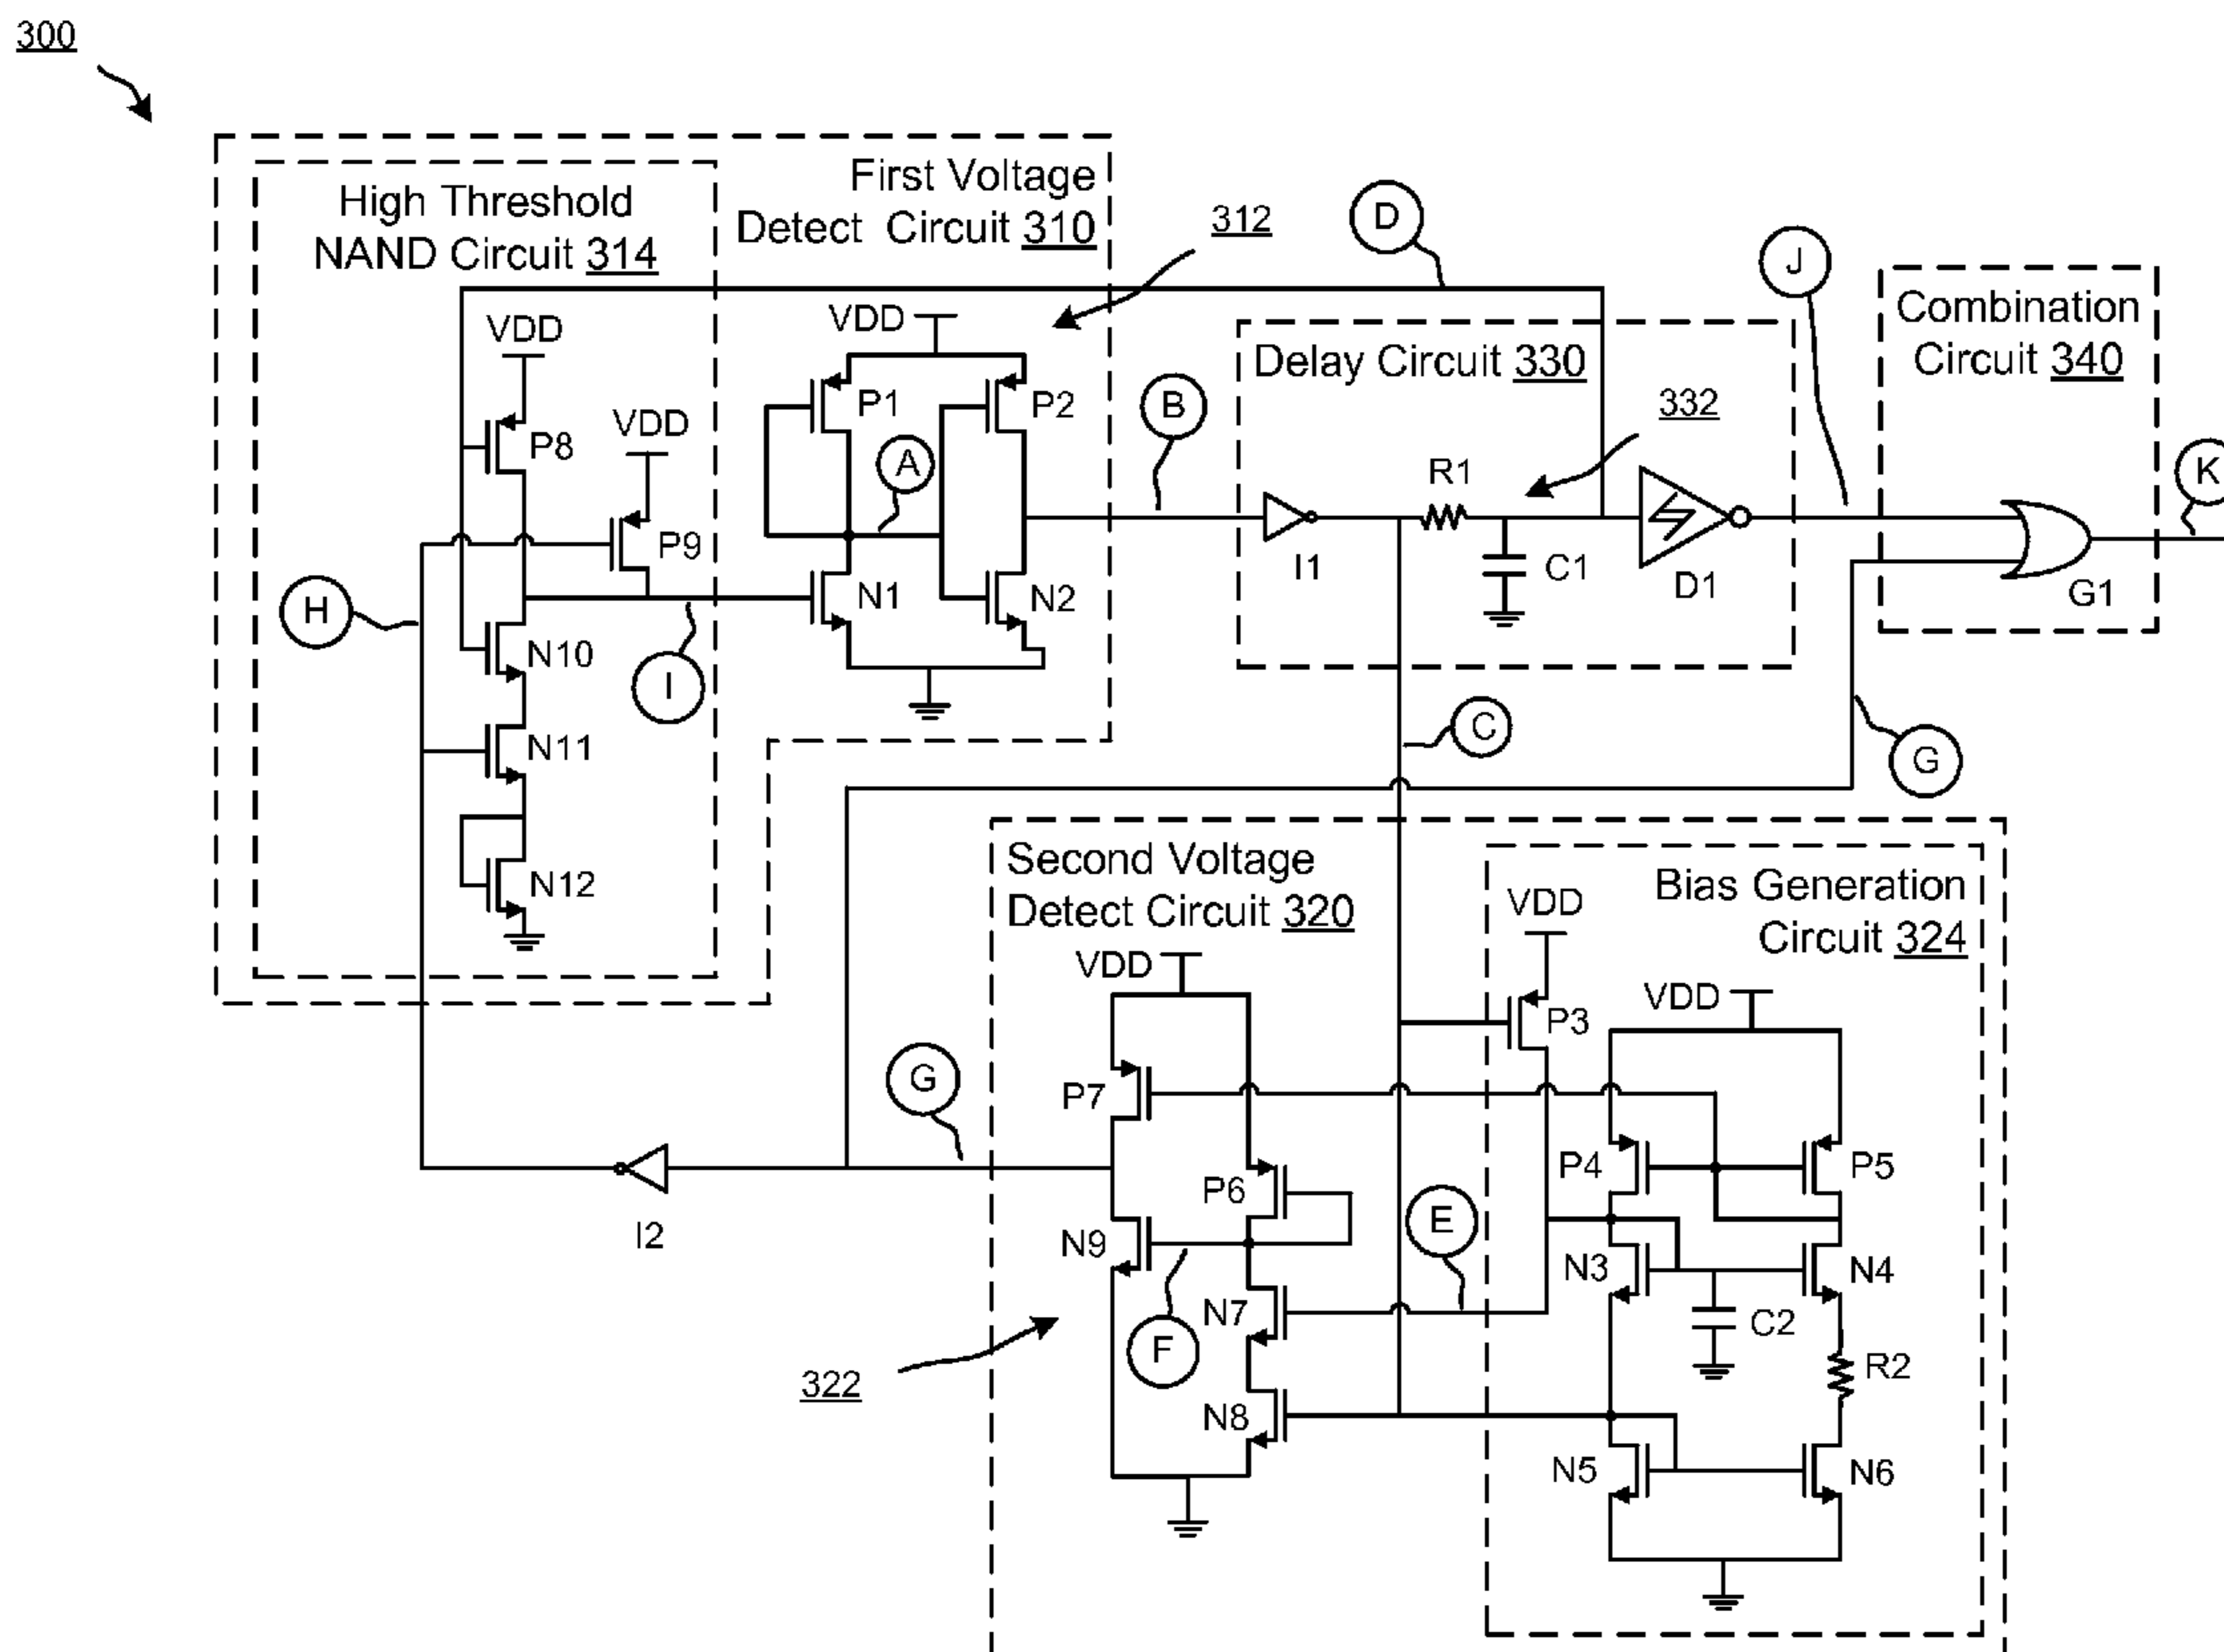 300
High Threshold
NAND Circuit 314
First Voltage
Detect Circuit 310
312
D
J
Combination
Circuit 340
VDD
P8
VDD
P9
VDD
P1
P2
A
B
Delay Circuit 330
332
R1
I1
C1
D1
K
G1
H
N10
I
N1
N2
N11
N12
C
G
Second Voltage
Detect Circuit 320
Bias Generation
Circuit 324
VDD
VDD
P3
VDD
G
P7
P6
P4
P5
I2
N9
E
N3
N4
N7
F
C2
R2
322
N8
N5
N6